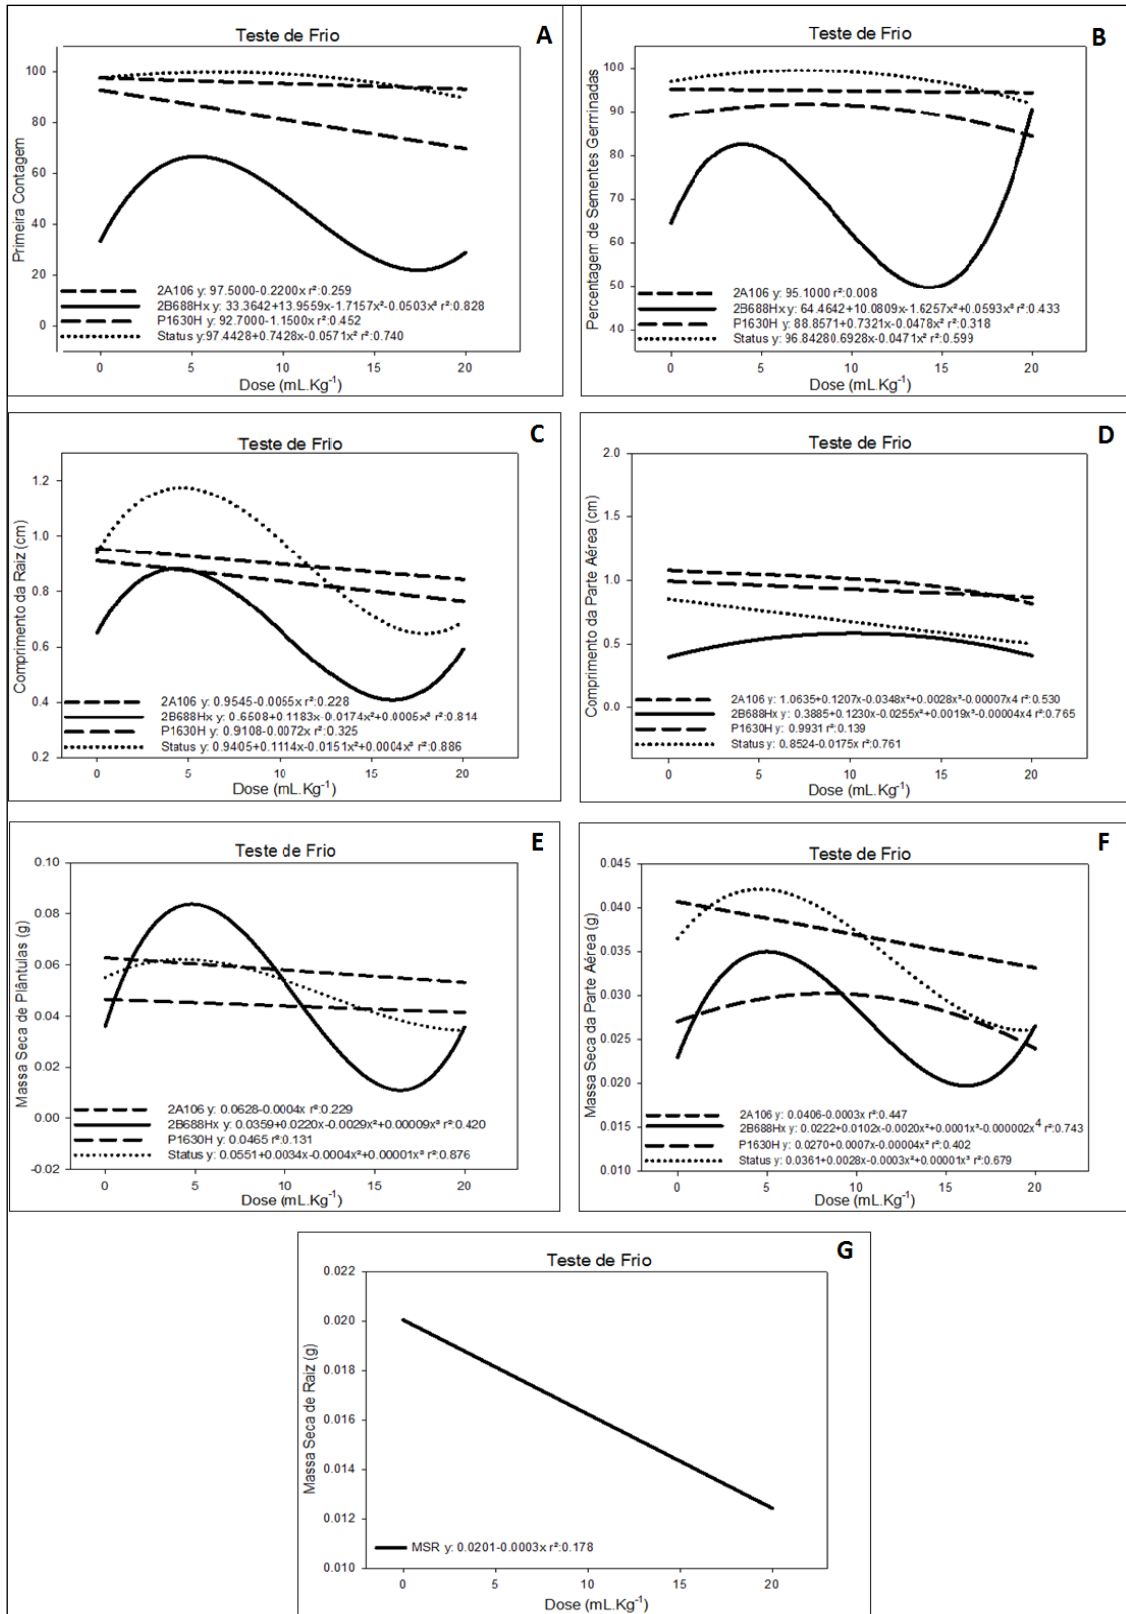 A
Teste de Frio
Primeira Contagem
100
80
60
40
20
0
2A106 y: 97.5000-0.2200x r²:0.259
2B688Hx y: 33.3642+13.9559x-1.7157x²-0.0503x³ r²:0.828
P1630H y: 92.7000-1.1500x r²:0.452
Status y:97.4428+0.7428x-0.0571x² r²:0.740
0 5 10 15 20
Dose (mL.Kg⁻¹)
B
Teste de Frio
Percentagem de Sementes Germinadas
100
90
80
70
60
50
40
2A106 y: 95.1000 r²:0.008
2B688Hx y: 64.4642+10.0809x-1.6257x²+0.0593x³ r²:0.433
P1630H y: 88.8571+0.7321x-0.0478x² r²:0.318
Status y: 96.84280.6928x-0.0471x² r²:0.599
0 5 10 15 20
Dose (mL.Kg⁻¹)
C
Teste de Frio
Comprimento da Raiz (cm)
1.2
1.0
0.8
0.6
0.4
0.2
2A106 y: 0.9545-0.0055x r²:0.228
2B688Hx y: 0.6508+0.1183x-0.0174x²+0.0005x³ r²:0.814
P1630H y: 0.9108-0.0072x r²:0.325
Status y: 0.9405+0.1114x-0.0151x²+0.0004x³ r²:0.886
0 5 10 15 20
Dose (mL.Kg⁻¹)
D
Teste de Frio
Comprimento da Parte Aérea (cm)
2.0
1.5
1.0
0.5
0.0
2A106 y: 1.0635+0.1207x-0.0348x²+0.0028x³-0.00007x4 r²:0.530
2B688Hx y: 0.3885+0.1230x-0.0255x²+0.0019x³-0.00004x4 r²:0.765
P1630H y: 0.9931 r²:0.139
Status y: 0.8524-0.0175x r²:0.761
0 5 10 15 20
Dose (mL.Kg⁻¹)
E
Teste de Frio
Massa Seca de Plântulas (g)
0.10
0.08
0.06
0.04
0.02
0.00
-0.02
2A106 y: 0.0628-0.0004x r²:0.229
2B688Hx y: 0.0359+0.0220x-0.0029x²+0.00009x³ r²:0.420
P1630H y: 0.0465 r²:0.131
Status y: 0.0551+0.0034x-0.0004x²+0.00001x³ r²:0.876
0 5 10 15 20
Dose (mL.Kg⁻¹)
F
Teste de Frio
Massa Seca da Parte Aérea (g)
0.045
0.040
0.035
0.030
0.025
0.020
0.015
0.010
2A106 y: 0.0406-0.0003x r²:0.447
2B688Hx y: 0.0222+0.0102x-0.0020x²+0.0001x³-0.000002x⁴ r²:0.743
P1630H y: 0.0270+0.0007x-0.00004x² r²:0.402
Status y: 0.0361+0.0028x-0.0003x²+0.00001x³ r²:0.679
0 5 10 15 20
Dose (mL.Kg⁻¹)
G
Teste de Frio
Massa Seca de Raiz (g)
0.022
0.020
0.018
0.016
0.014
0.012
0.010
MSR y: 0.0201-0.0003x r²:0.178
0 5 10 15 20
Dose (mL.Kg⁻¹)